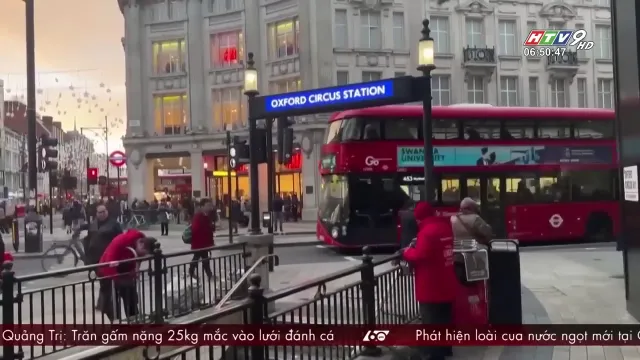 HTV9 HD
06:50:47
OXFORD CIRCUS STATION
SWANSEA
UNIVERSITY
Go
Quảng Trị: Trăn gấm nặng 25kg mắc vào lưới đánh cá
60
Phát hiện loài cua nước ngọt mới tại